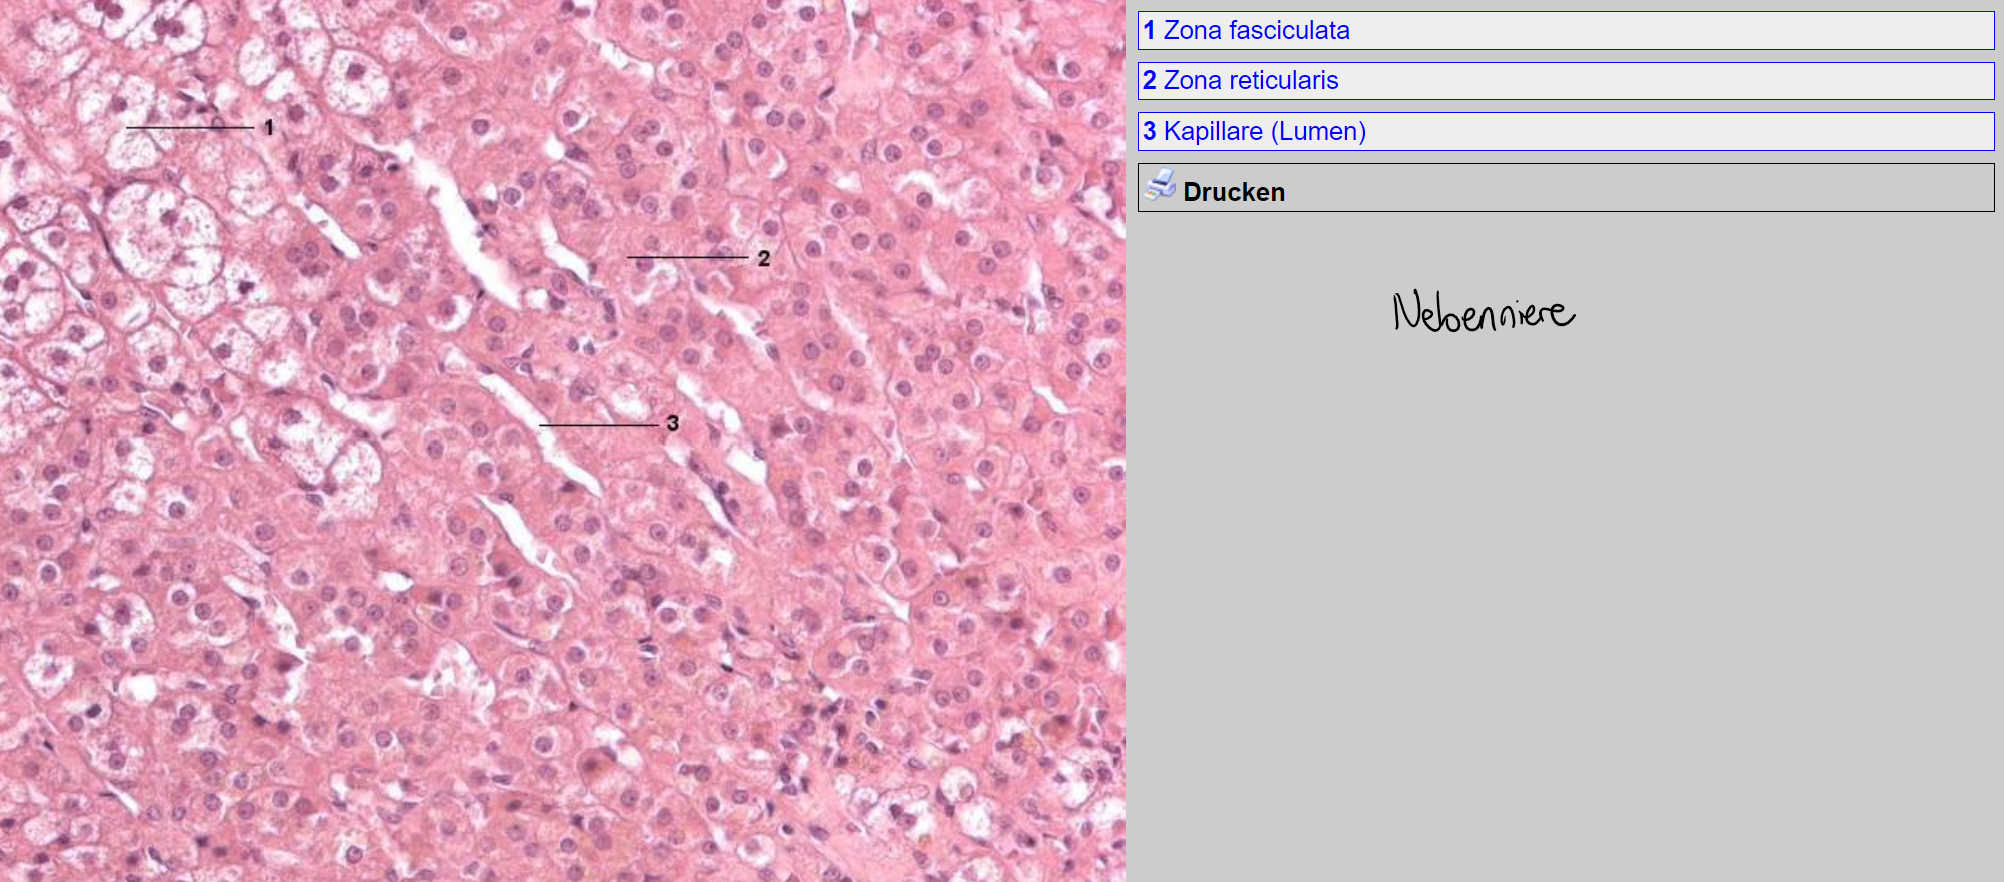 1
2
3
1 Zona fasciculata
2 Zona reticularis
3 Kapillare (Lumen)
Drucken
Nebenniere